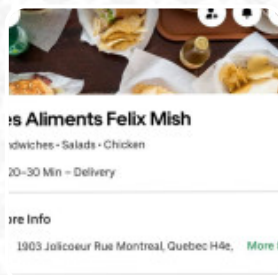 es Aliments Felix Mish
ndwiches • Salads • Chicken
20–30 Min – Delivery
ore Info
1903 Jolicoeur Rue Montreal, Quebec H4e,
More